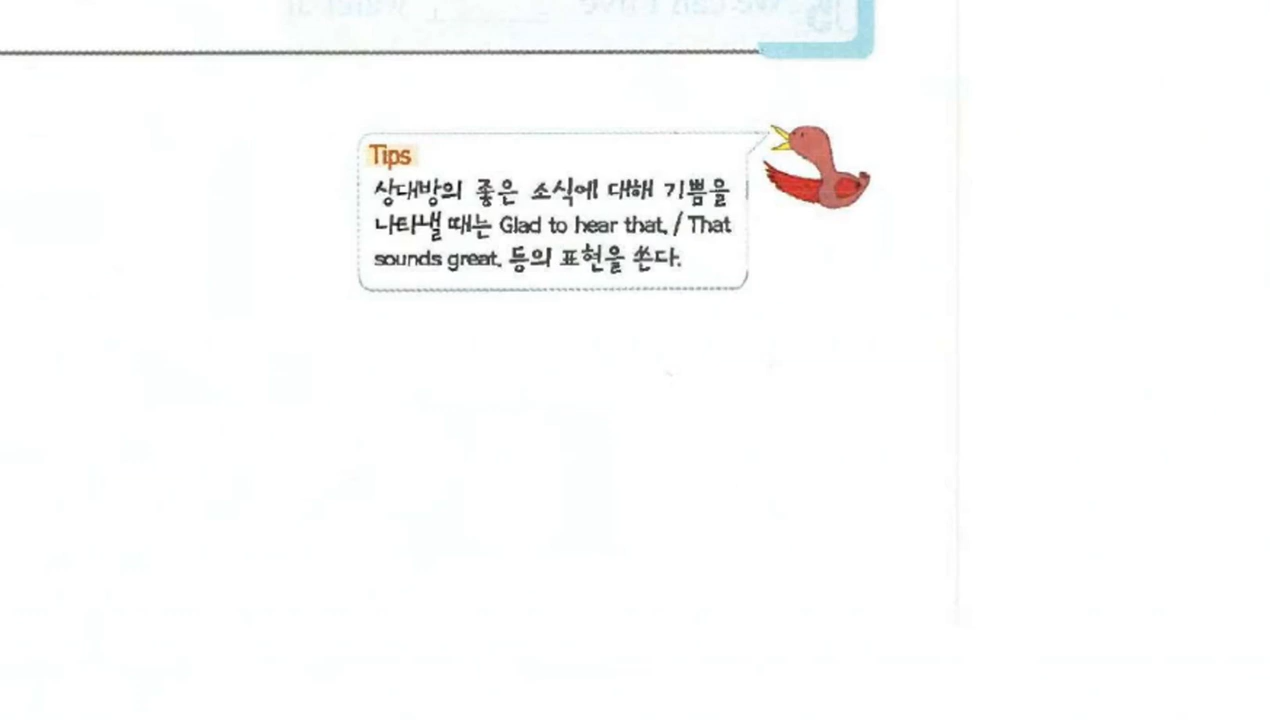 Tips
상대방의 좋은 소식에 대해 기쁨을
나타낼 때는 Glad to hear that. / That
sounds great. 등의 표현을 쓴다.